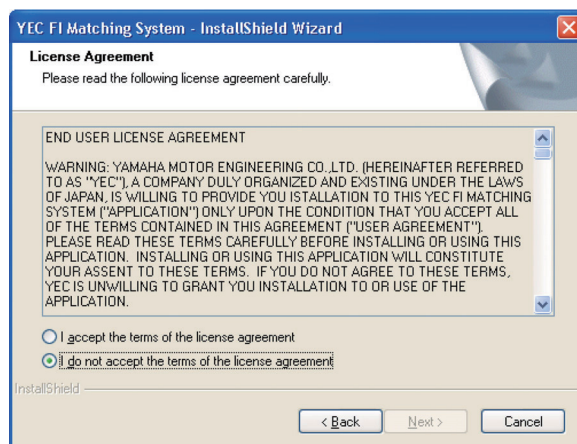 YEC FI Matching System - InstallShield Wizard
License Agreement
Please read the following license agreement carefully.
END USER LICENSE AGREEMENT
WARNING: YAMAHA MOTOR ENGINEERING CO.,LTD. (HEREINAFTER REFERRED
TO AS "YEC"), A COMPANY DULY ORGANIZED AND EXISTING UNDER THE LAWS
OF JAPAN, IS WILLING TO PROVIDE YOU ISTALLATION TO THIS YEC FI MATCHING
SYSTEM ("APPLICATION") ONLY UPON THE CONDITION THAT YOU ACCEPT ALL
OF THE TERMS CONTAINED IN THIS AGREEMENT ("USER AGREEMENT").
PLEASE READ THESE TERMS CAREFULLY BEFORE INSTALLING OR USING THIS
APPLICATION.  INSTALLING OR USING THIS APPLICATION WILL CONSTITUTE
YOUR ASSENT TO THESE TERMS.  IF YOU DO NOT AGREE TO THESE TERMS,
YEC IS UNWILLING TO GRANT YOU INSTALLATION TO OR USE OF THE
APPLICATION.
I accept the terms of the license agreement
I do not accept the terms of the license agreement
InstallShield
< Back
Next >
Cancel